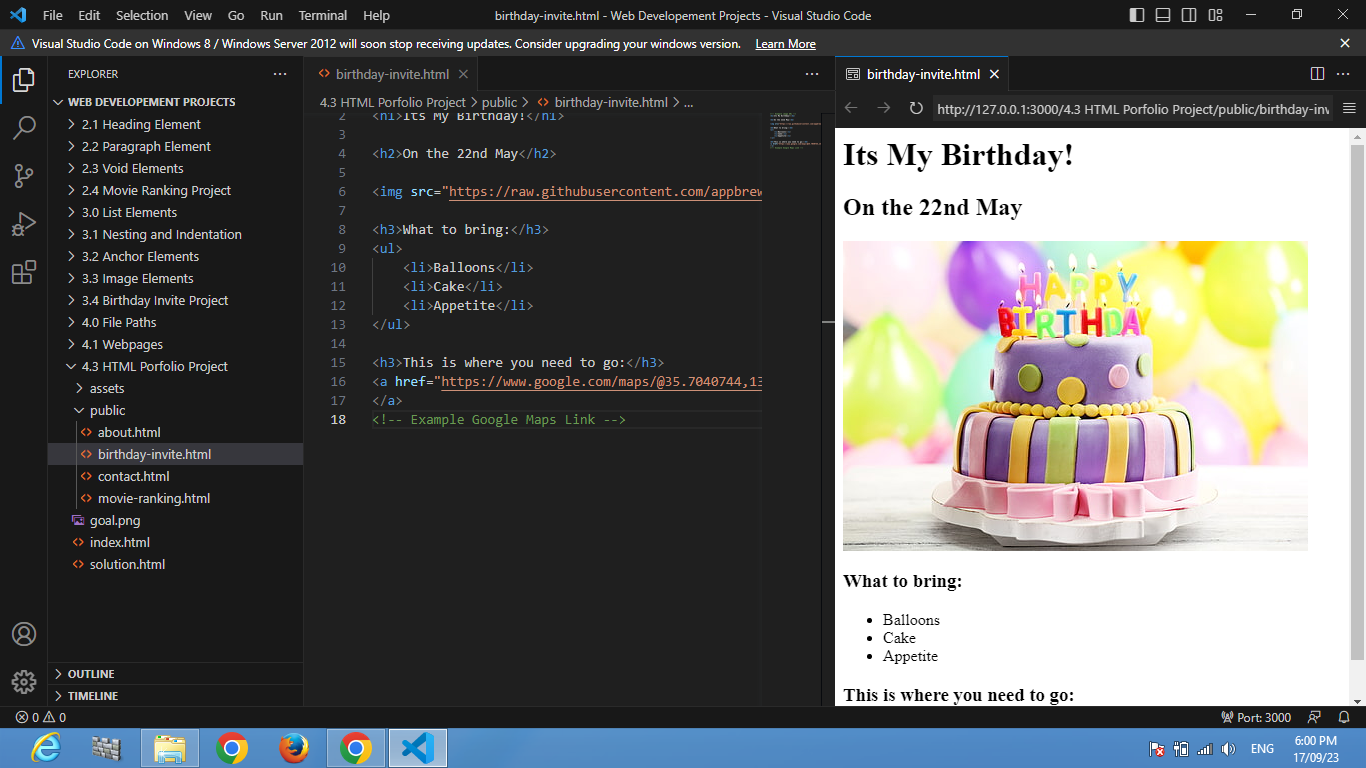 File Edit Selection View Go Run Terminal Help
birthday-invite.html - Web Developement Projects - Visual Studio Code
Visual Studio Code on Windows 8 / Windows Server 2012 will soon stop receiving updates. Consider upgrading your windows version. Learn More
EXPLORER
WEB DEVELOPEMENT PROJECTS
2.1 Heading Element
2.2 Paragraph Element
2.3 Void Elements
2.4 Movie Ranking Project
3.0 List Elements
3.1 Nesting and Indentation
3.2 Anchor Elements
3.3 Image Elements
3.4 Birthday Invite Project
4.0 File Paths
4.1 Webpages
4.3 HTML Porfolio Project
assets
public
about.html
birthday-invite.html
contact.html
movie-ranking.html
goal.png
index.html
solution.html
OUTLINE
TIMELINE
birthday-invite.html
4.3 HTML Porfolio Project > public > birthday-invite.html > ...
2 <h1>Its My Birthday!</h1>
3
4 <h2>On the 22nd May</h2>
5
6 <img src="https://raw.githubusercontent.com/appbrew
7
8 <h3>What to bring:</h3>
9 <ul>
10 <li>Balloons</li>
11 <li>Cake</li>
12 <li>Appetite</li>
13 </ul>
14
15 <h3>This is where you need to go:</h3>
16 <a href="https://www.google.com/maps/@35.7040744,13
17 </a>
18 <!-- Example Google Maps Link -->
birthday-invite.html
http://127.0.0.1:3000/4.3 HTML Porfolio Project/public/birthday-inv
Its My Birthday!
On the 22nd May
HAPPY
BIRTHDAY
What to bring:
Balloons
Cake
Appetite
This is where you need to go:
0 0
Port: 3000
ENG
6:00 PM
17/09/23